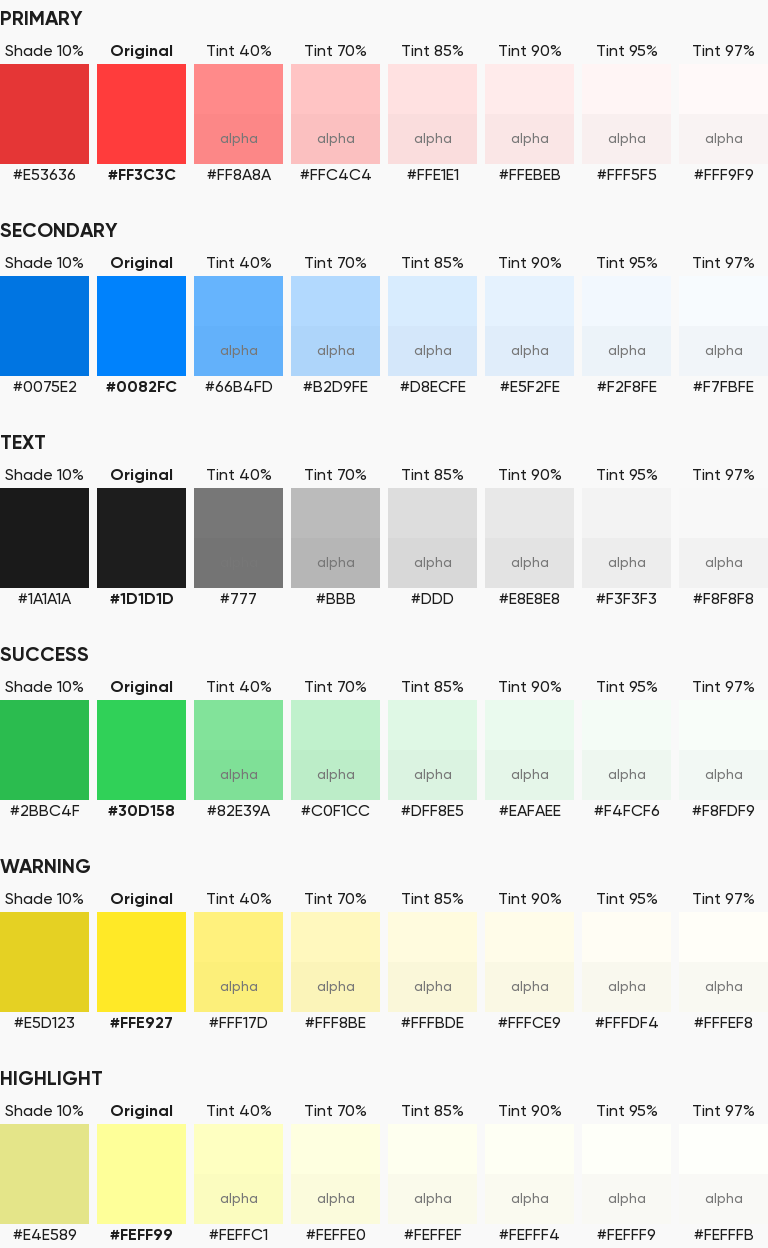 PRIMARY
Shade 10% Original Tint 40% Tint 70% Tint 85% Tint 90% Tint 95% Tint 97%
alpha alpha alpha alpha alpha alpha
#E53636 #FF3C3C #FF8A8A #FFC4C4 #FFE1E1 #FFEBEB #FFF5F5 #FFF9F9
SECONDARY
Shade 10% Original Tint 40% Tint 70% Tint 85% Tint 90% Tint 95% Tint 97%
alpha alpha alpha alpha alpha alpha
#0075E2 #0082FC #66B4FD #B2D9FE #D8ECFE #E5F2FE #F2F8FE #F7FBFE
TEXT
Shade 10% Original Tint 40% Tint 70% Tint 85% Tint 90% Tint 95% Tint 97%
alpha alpha alpha alpha alpha
#1A1A1A #1D1D1D #777 #BBB #DDD #E8E8E8 #F3F3F3 #F8F8F8
SUCCESS
Shade 10% Original Tint 40% Tint 70% Tint 85% Tint 90% Tint 95% Tint 97%
alpha alpha alpha alpha alpha alpha
#2BBC4F #30D158 #82E39A #C0F1CC #DFF8E5 #EAFAEE #F4FCF6 #F8FDF9
WARNING
Shade 10% Original Tint 40% Tint 70% Tint 85% Tint 90% Tint 95% Tint 97%
alpha alpha alpha alpha alpha alpha
#E5D123 #FFE927 #FFF17D #FFF8BE #FFFBDE #FFFCE9 #FFFDF4 #FFFEF8
HIGHLIGHT
Shade 10% Original Tint 40% Tint 70% Tint 85% Tint 90% Tint 95% Tint 97%
alpha alpha alpha alpha alpha alpha
#E4E589 #FEFF99 #FEFFC1 #FEFFE0 #FEFFEF #FEFFF4 #FEFFF9 #FEFFFB